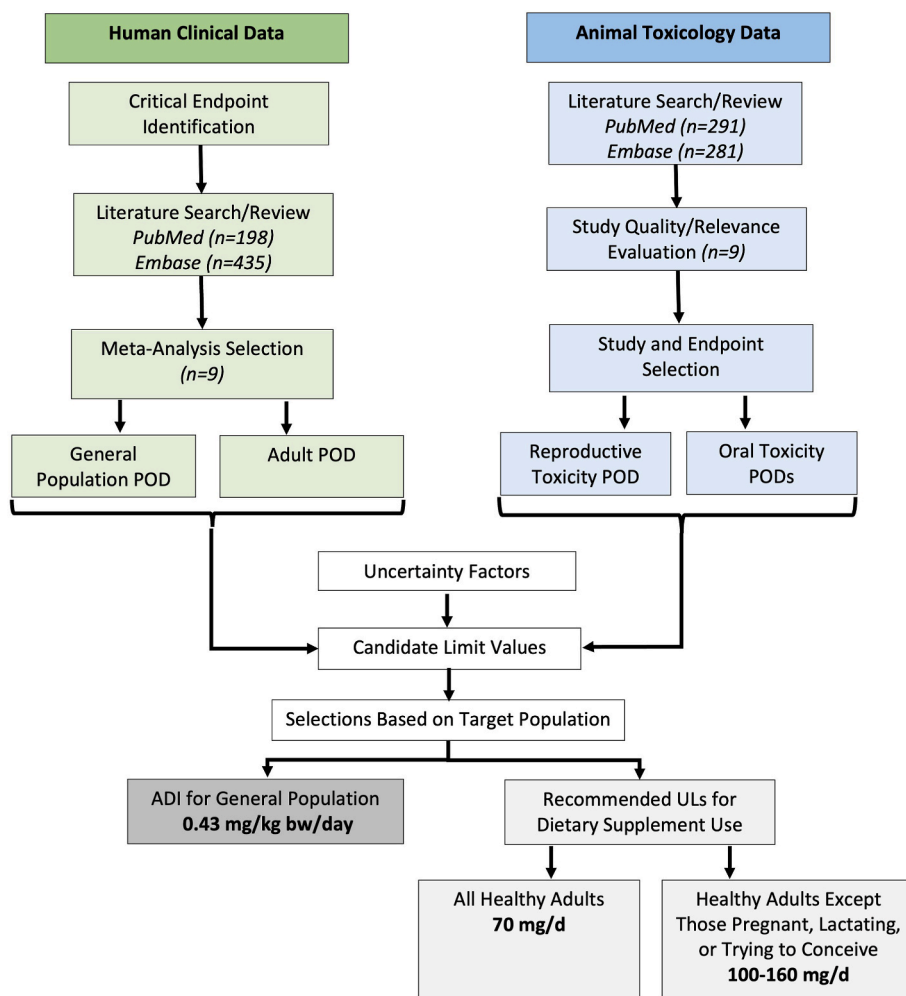 Human Clinical Data
Critical Endpoint
Identification
Literature Search/Review
PubMed (n=198)
Embase (n=435)
Meta-Analysis Selection
(n=9)
General
Population POD
Adult POD
Animal Toxicology Data
Literature Search/Review
PubMed (n=291)
Embase (n=281)
Study Quality/Relevance
Evaluation (n=9)
Study and Endpoint
Selection
Reproductive
Toxicity POD
Oral Toxicity
PODs
Uncertainty Factors
Candidate Limit Values
Selections Based on Target Population
ADI for General Population
0.43 mg/kg bw/day
Recommended ULs for
Dietary Supplement Use
All Healthy Adults
70 mg/d
Healthy Adults Except
Those Pregnant, Lactating,
or Trying to Conceive
100-160 mg/d